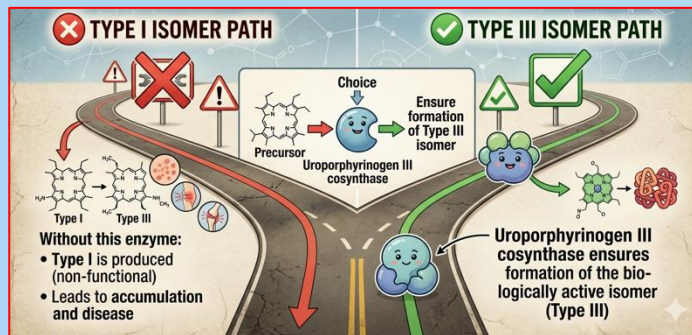 TYPE I ISOMER PATH
TYPE III ISOMER PATH
Choice
Precursor
Uroporphyrinogen III
cosynthase
Ensure
formation of
Type III
isomer
Type I
Type III
Without this enzyme:
• Type I is produced
(non-functional)
• Leads to accumulation
and disease
Uroporphyrinogen III
cosynthase ensures
formation of the bio-
logically active isomer
(Type III)